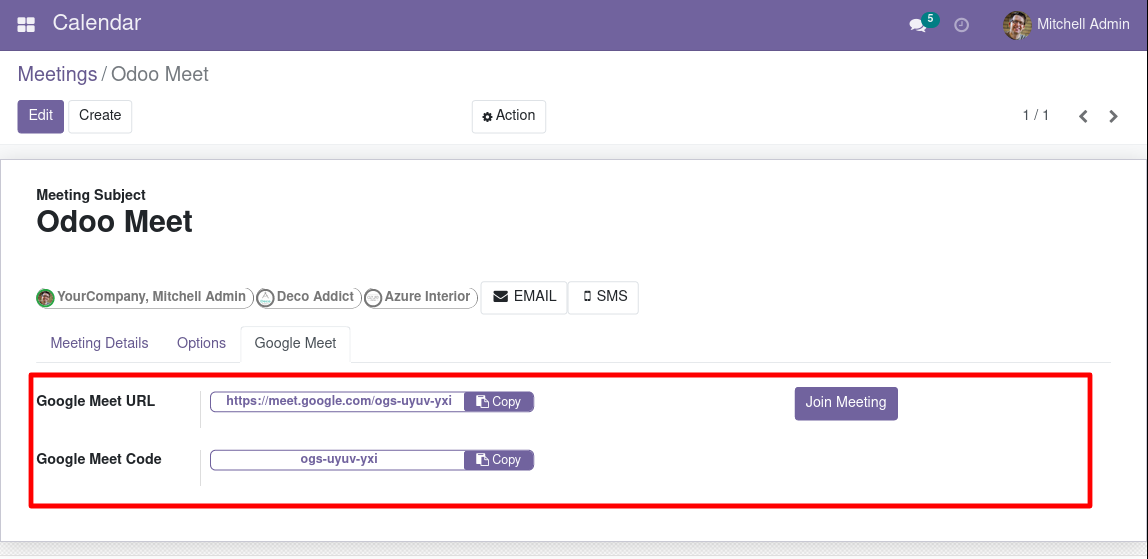 Calendar 5 Mitchell Admin
Meetings / Odoo Meet
Edit Create Action 1 / 1
Meeting Subject
Odoo Meet
YourCompany, Mitchell Admin Deco Addict Azure Interior EMAIL SMS
Meeting Details Options Google Meet
Google Meet URL https://meet.google.com/ogs-uyuv-yxi Copy Join Meeting
Google Meet Code ogs-uyuv-yxi Copy